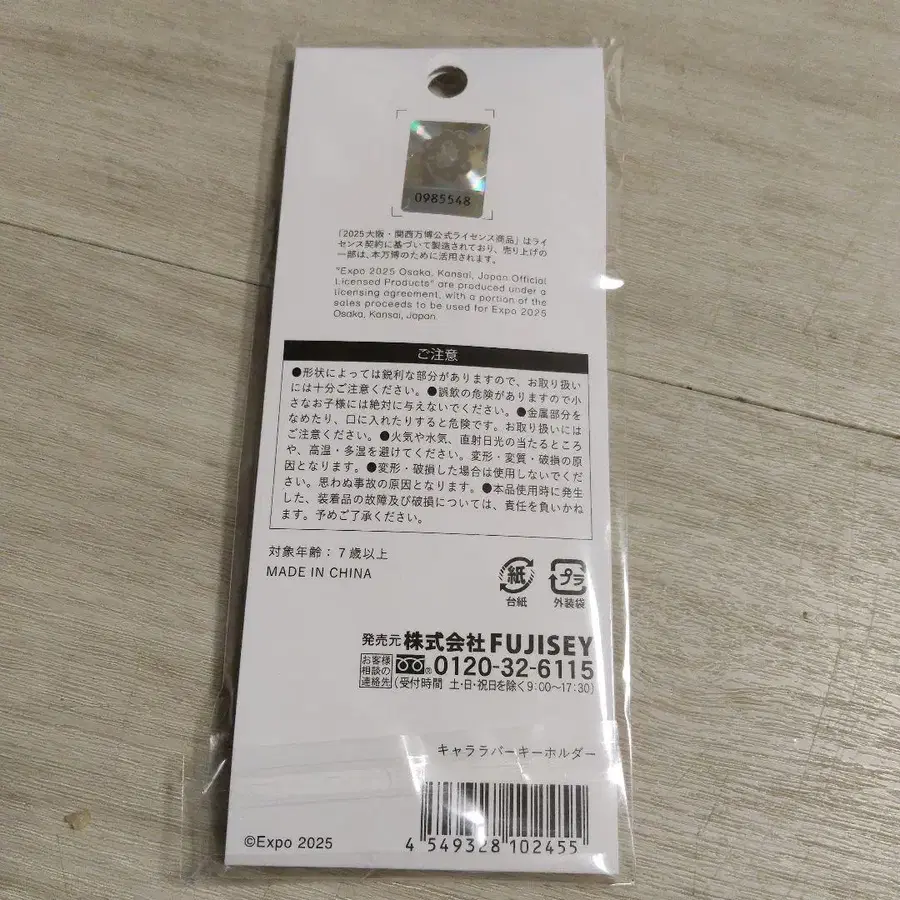 0985548
「2025大阪・関西万博公式ライセンス商品」はライ
センス契約に基づいて製造されており、売り上げの
一部は、本万博のために活用されます。
"Expo 2025 Osaka, Kansai, Japan Official
Licensed Products" are produced under a
licensing agreement, with a portion of the
sales proceeds to be used for Expo 2025
Osaka, Kansai, Japan.
ご注意
●形状によっては鋭利な部分がありますので、お取り扱い
には十分ご注意ください。●誤飲の危険がありますので小
さなお子様には絶対に与えないでください。●金属部分を
なめたり、口に入れたりすると危険です。お取り扱いには
ご注意ください。●火気や水気、直射日光の当たるところ
や、高温・多湿を避けてください。変形・変質・破損の原
因となります。●変形・破損した場合は使用しないでくだ
さい。思わぬ事故の原因となります。●本品使用時に発生
した、装着品の故障及び破損については、責任を負いかね
ます。予めご了承ください。
対象年齢：7歳以上
MADE IN CHINA
紙
台紙
プラ
外装袋
発売元 株式会社FUJISEY
お客様相談の連絡先 ® 0120-32-6115
(受付時間 土・日・祝日を除く9:00〜17:30)
キャララバーキーホルダー
©Expo 2025
4 549328 102455